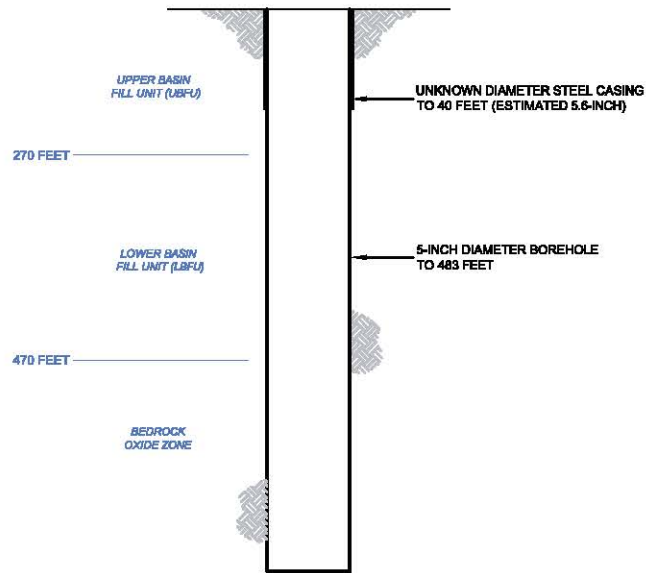 UPPER BASIN
FILL UNIT (UBFU)
UNKNOWN DIAMETER STEEL CASING
TO 40 FEET (ESTIMATED 5.6-INCH)
270 FEET
LOWER BASIN
FILL UNIT (LBFU)
5-INCH DIAMETER BOREHOLE
TO 483 FEET
470 FEET
BEDROCK
OXIDE ZONE